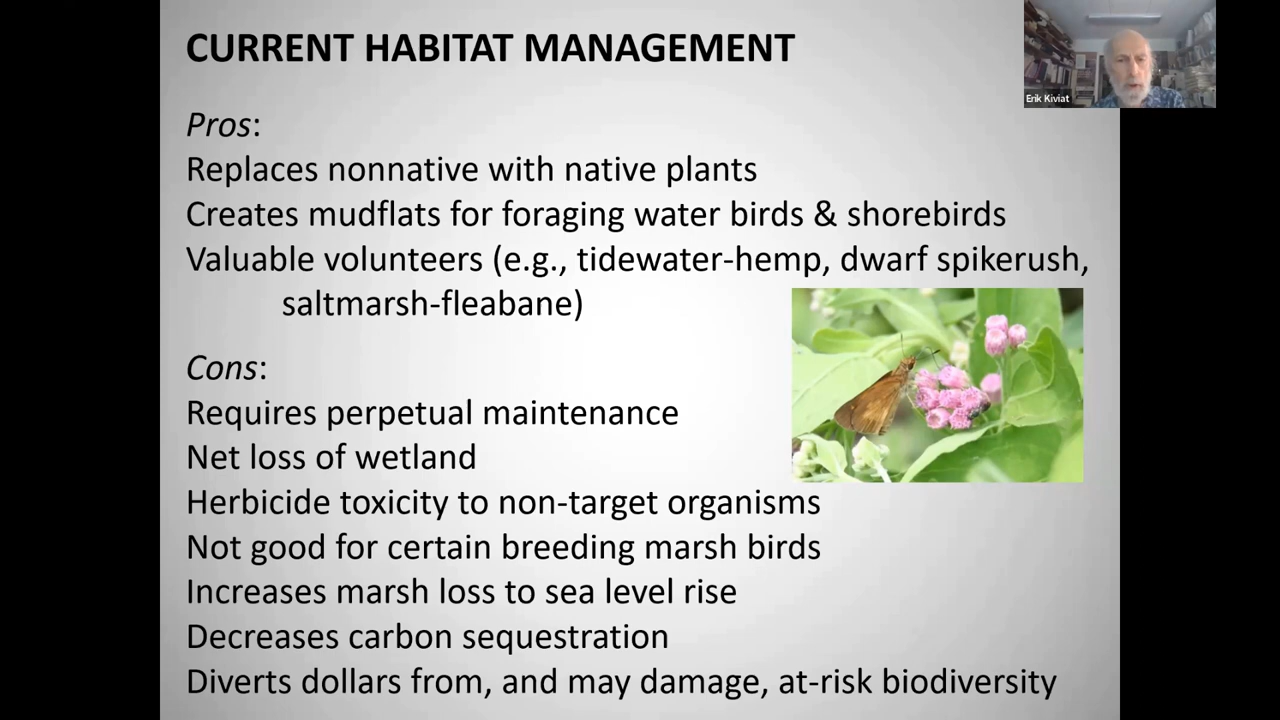 CURRENT HABITAT MANAGEMENT
Erik Kiviat
Pros:
Replaces nonnative with native plants
Creates mudflats for foraging water birds & shorebirds
Valuable volunteers (e.g., tidewater-hemp, dwarf spikerush,
saltmarsh-fleabane)
Cons:
Requires perpetual maintenance
Net loss of wetland
Herbicide toxicity to non-target organisms
Not good for certain breeding marsh birds
Increases marsh loss to sea level rise
Decreases carbon sequestration
Diverts dollars from, and may damage, at-risk biodiversity